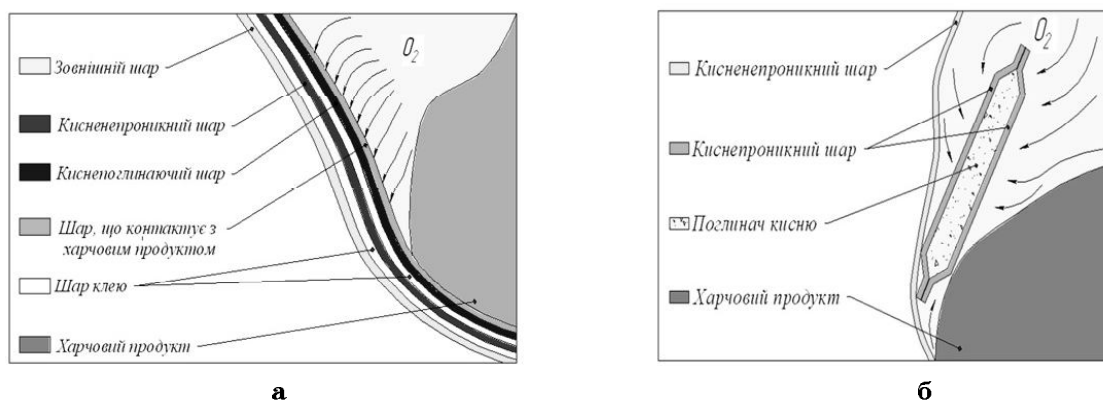 O₂
Зовнішній шар
Кисненепроникний шар
Киснепоглинаючий шар
Шар, що контактує з
харчовим продуктом
Шар клею
Харчовий продукт
а
O₂
Кисненепроникний шар
Киснепроникний шар
Поглинач кисню
Харчовий продукт
б